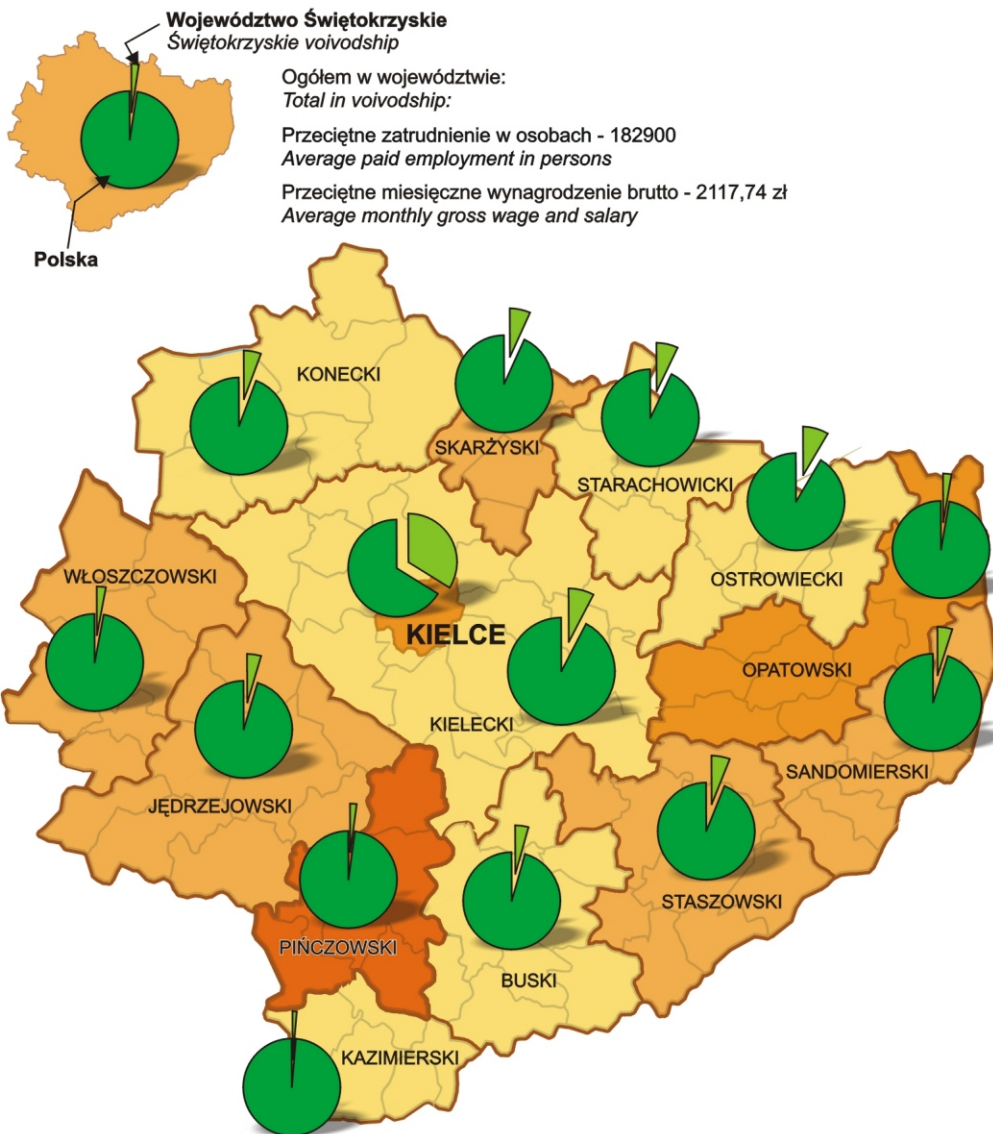 Województwo Świętokrzyskie
Świętokrzyskie voivodship
Ogółem w województwie:
Total in voivodship:
Przeciętne zatrudnienie w osobach - 182900
Average paid employment in persons
Przeciętne miesięczne wynagrodzenie brutto - 2117,74 zł
Average monthly gross wage and salary
Polska
KONECKI
SKARŻYSKI
STARACHOWICKI
WŁOSZCZOWSKI
OSTROWIECKI
KIELCE
OPATOWSKI
KIELECKI
SANDOMIERSKI
JĘDRZEJOWSKI
STASZOWSKI
PIŃCZOWSKI
BUSKI
KAZIMIERSKI